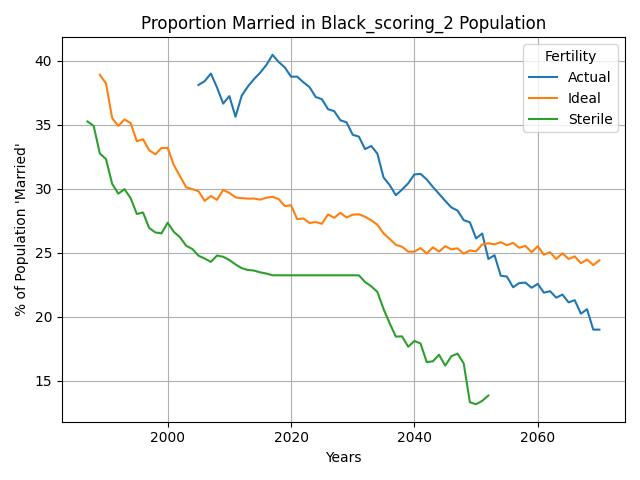 Proportion Married in Black_scoring_2 Population
% of Population 'Married'
40
35
30
25
20
15
2000
2020
2040
2060
Years
Fertility
Actual
Ideal
Sterile